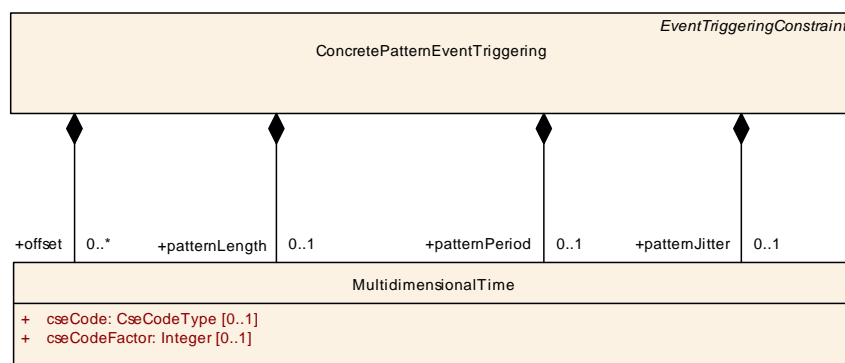 EventTriggeringConstraint
ConcretePatternEventTriggering
+offset 0..* +patternLength 0..1 +patternPeriod 0..1 +patternJitter 0..1
MultidimensionalTime
+ cseCode: CseCodeType [0..1]
+ cseCodeFactor: Integer [0..1]